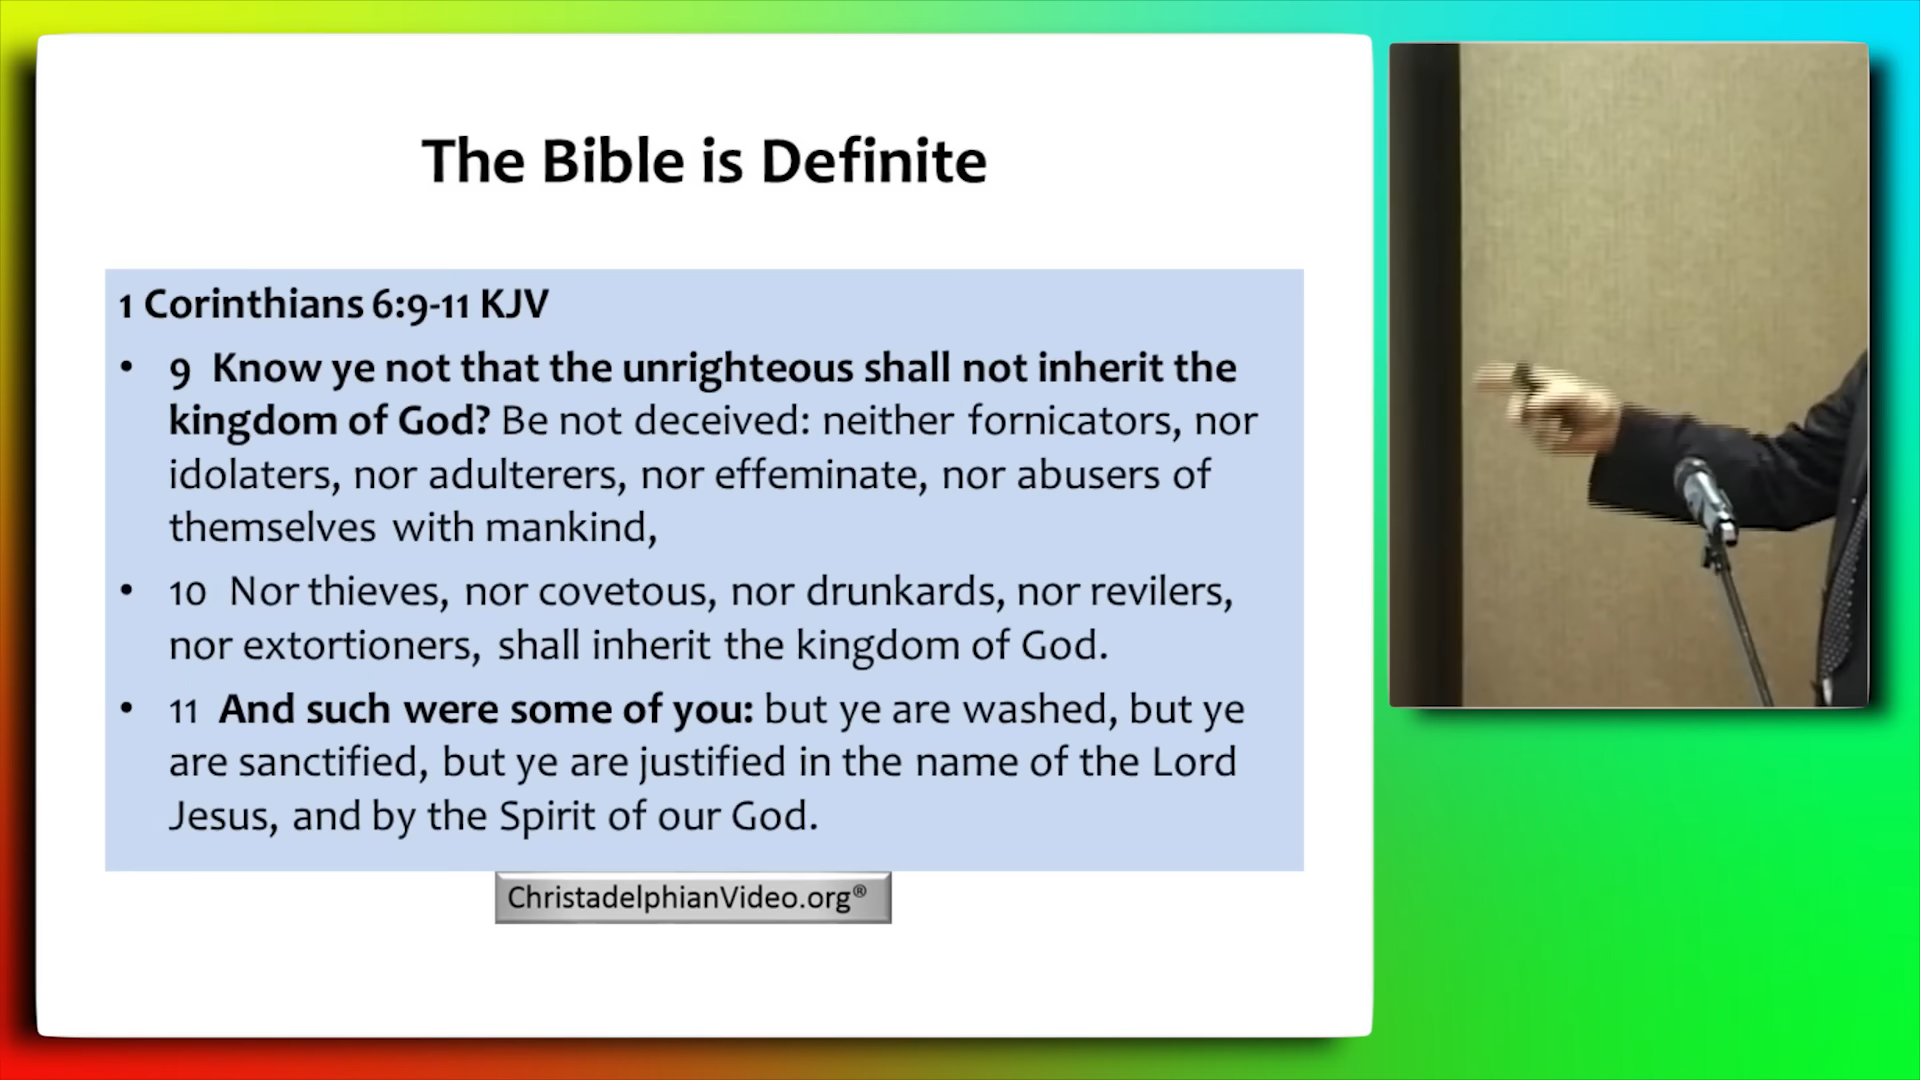 The Bible is Definite
1 Corinthians 6:9-11 KJV
• 9 Know ye not that the unrighteous shall not inherit the
kingdom of God? Be not deceived: neither fornicators, nor
idolaters, nor adulterers, nor effeminate, nor abusers of
themselves with mankind,
• 10 Nor thieves, nor covetous, nor drunkards, nor revilers,
nor extortioners, shall inherit the kingdom of God.
• 11 And such were some of you: but ye are washed, but ye
are sanctified, but ye are justified in the name of the Lord
Jesus, and by the Spirit of our God.
ChristadelphianVideo.org®